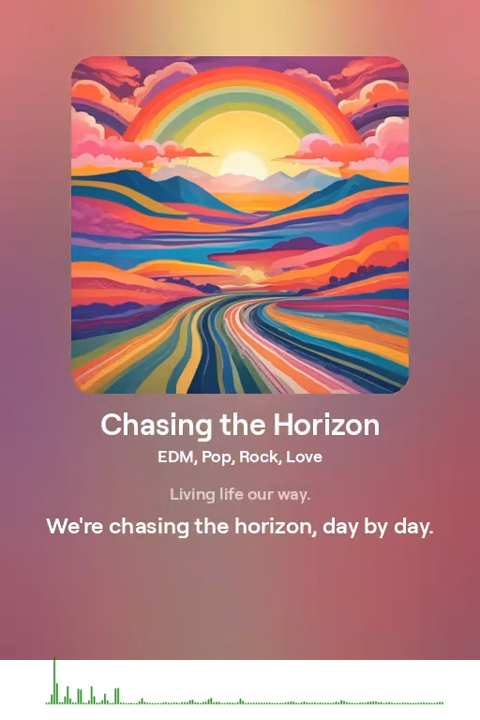 Chasing the Horizon
EDM, Pop, Rock, Love
Living life our way.
We're chasing the horizon, day by day.